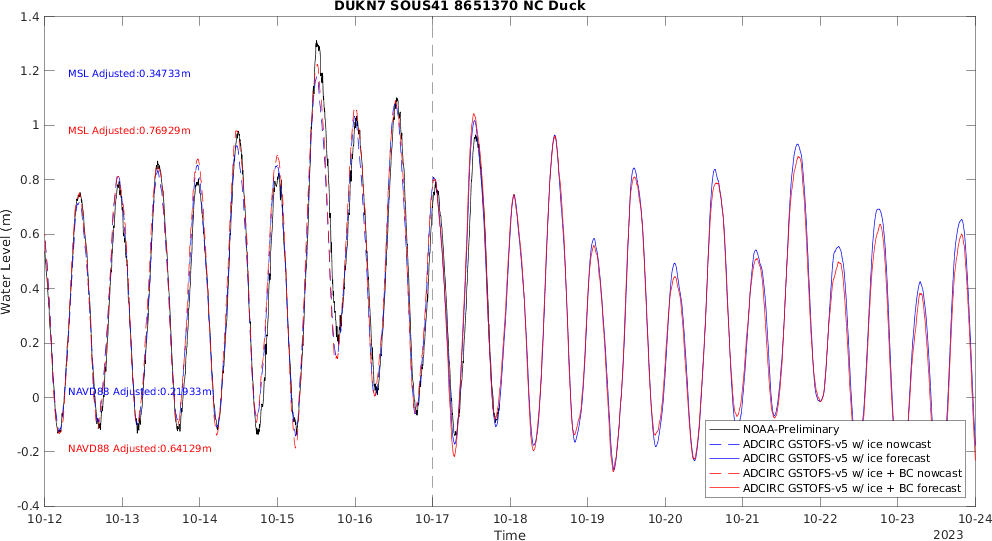 DUKN7 SOUS41 8651370 NC Duck
1.4
1.2
1
0.8
0.6
0.4
0.2
0
-0.2
-0.4
Water Level (m)
MSL Adjusted:0.34733m
MSL Adjusted:0.76929m
NAVD88 Adjusted:0.21933m
NAVD88 Adjusted:0.64129m
NOAA-Preliminary
ADCIRC GSTOFS-v5 w/ ice nowcast
ADCIRC GSTOFS-v5 w/ ice forecast
ADCIRC GSTOFS-v5 w/ ice + BC nowcast
ADCIRC GSTOFS-v5 w/ ice + BC forecast
10-12 10-13 10-14 10-15 10-16 10-17 10-18 10-19 10-20 10-21 10-22 10-23 10-24
Time
2023